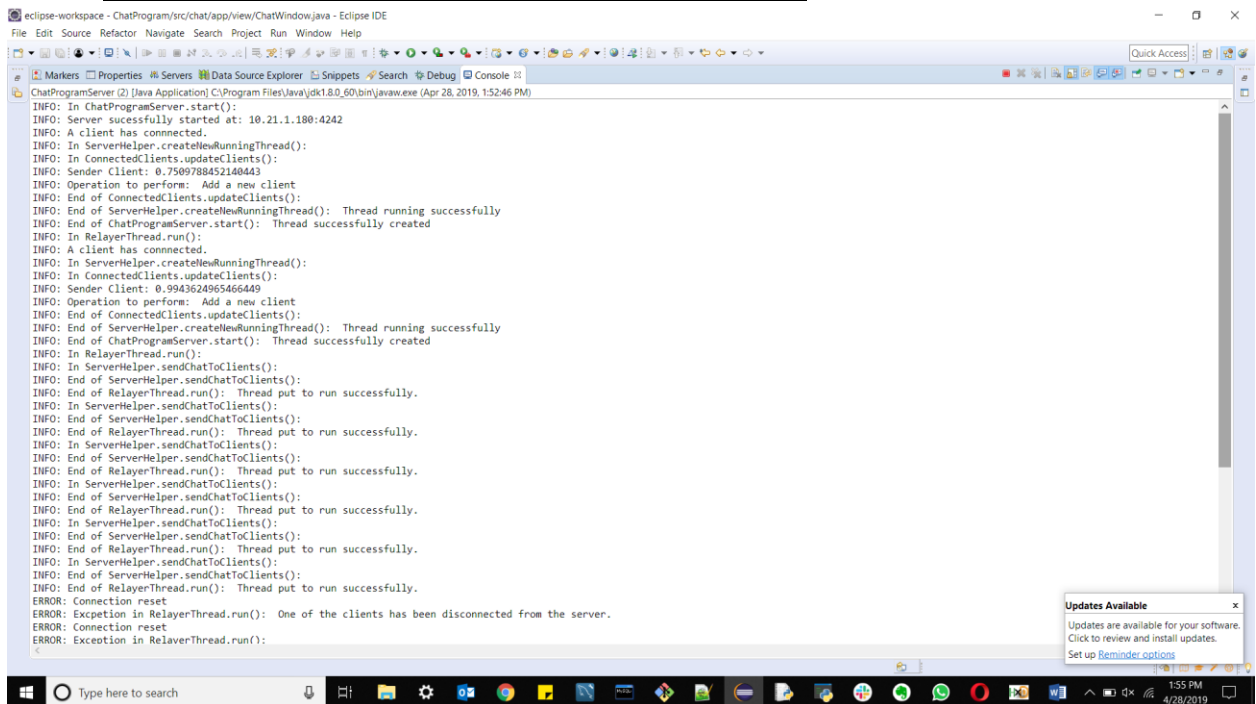 eclipse-workspace - ChatProgram/src/chat/app/view/ChatWindow.java - Eclipse IDE
File Edit Source Refactor Navigate Search Project Run Window Help
Quick Access
Markers Properties Servers Data Source Explorer Snippets Search Debug Console
ChatProgramServer (2) [Java Application] C:\Program Files\Java\jdk1.8.0_60\bin\javaw.exe (Apr 28, 2019, 1:52:46 PM)
INFO: In ChatProgramServer.start():
INFO: Server sucessfully started at: 10.21.1.180:4242
INFO: A client has connnected.
INFO: In ServerHelper.createNewRunningThread():
INFO: In ConnectedClients.updateClients():
INFO: Sender Client: 0.7509788452140443
INFO: Operation to perform:  Add a new client
INFO: End of ConnectedClients.updateClients():
INFO: End of ServerHelper.createNewRunningThread():  Thread running successfully
INFO: End of ChatProgramServer.start():  Thread successfully created
INFO: In RelayerThread.run():
INFO: A client has connnected.
INFO: In ServerHelper.createNewRunningThread():
INFO: In ConnectedClients.updateClients():
INFO: Sender Client: 0.9943624965466449
INFO: Operation to perform:  Add a new client
INFO: End of ConnectedClients.updateClients():
INFO: End of ServerHelper.createNewRunningThread():  Thread running successfully
INFO: End of ChatProgramServer.start():  Thread successfully created
INFO: In RelayerThread.run():
INFO: In ServerHelper.sendChatToClients():
INFO: End of ServerHelper.sendChatToClients():
INFO: End of RelayerThread.run():  Thread put to run successfully.
INFO: In ServerHelper.sendChatToClients():
INFO: End of ServerHelper.sendChatToClients():
INFO: End of RelayerThread.run():  Thread put to run successfully.
INFO: In ServerHelper.sendChatToClients():
INFO: End of ServerHelper.sendChatToClients():
INFO: End of RelayerThread.run():  Thread put to run successfully.
INFO: In ServerHelper.sendChatToClients():
INFO: End of ServerHelper.sendChatToClients():
INFO: End of RelayerThread.run():  Thread put to run successfully.
INFO: In ServerHelper.sendChatToClients():
INFO: End of ServerHelper.sendChatToClients():
INFO: End of RelayerThread.run():  Thread put to run successfully.
INFO: In ServerHelper.sendChatToClients():
INFO: End of ServerHelper.sendChatToClients():
INFO: End of RelayerThread.run():  Thread put to run successfully.
ERROR: Connection reset
ERROR: Excpetion in RelayerThread.run():  One of the clients has been disconnected from the server.
ERROR: Connection reset
ERROR: Exception in RelayerThread.run():
Updates Available x
Updates are available for your software.
Click to review and install updates.
Set up Reminder options
Type here to search
1:55 PM
4/28/2019